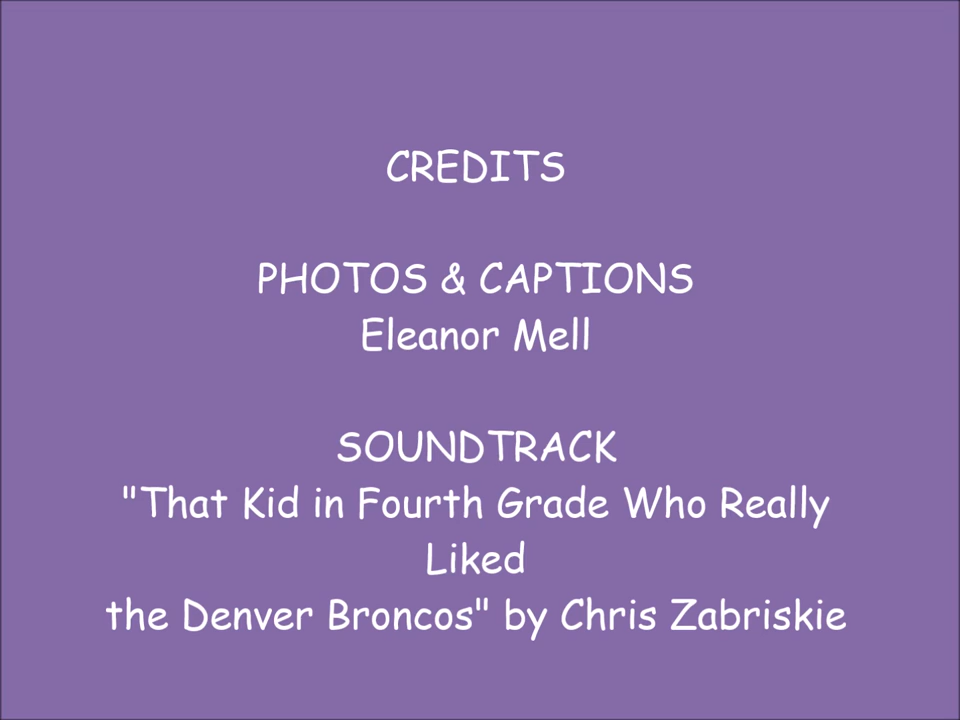 CREDITS
PHOTOS & CAPTIONS
Eleanor Mell
SOUNDTRACK
"That Kid in Fourth Grade Who Really
Liked
the Denver Broncos" by Chris Zabriskie